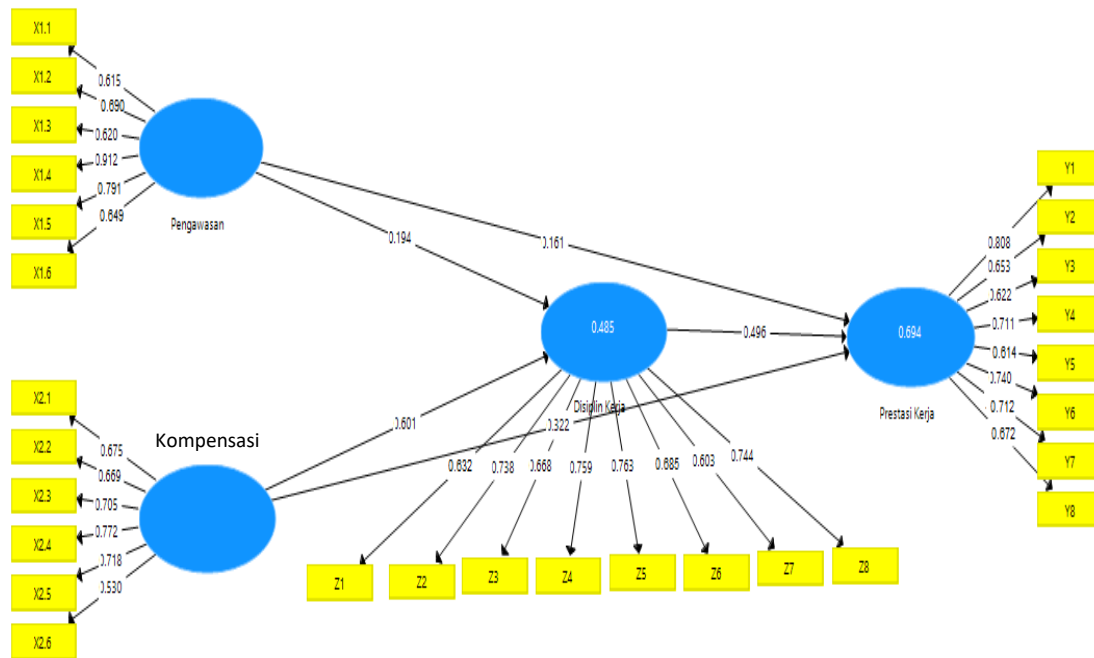 X1.1
X1.2
X1.3
X1.4
X1.5
X1.6
0.615
0.690
0.620
0.912
0.791
0.649
Pengawasan
0.194
0.161
X2.1
X2.2
X2.3
X2.4
X2.5
X2.6
0.675
0.669
0.705
0.772
0.718
0.530
Kompensasi
0.601
0.322
0.485
Disiplin Kerja
0.496
0.632
0.738
0.668
0.759
0.763
0.685
0.603
0.744
Z1
Z2
Z3
Z4
Z5
Z6
Z7
Z8
0.694
Prestasi Kerja
0.808
0.653
0.622
0.711
0.614
0.740
0.712
0.672
Y1
Y2
Y3
Y4
Y5
Y6
Y7
Y8